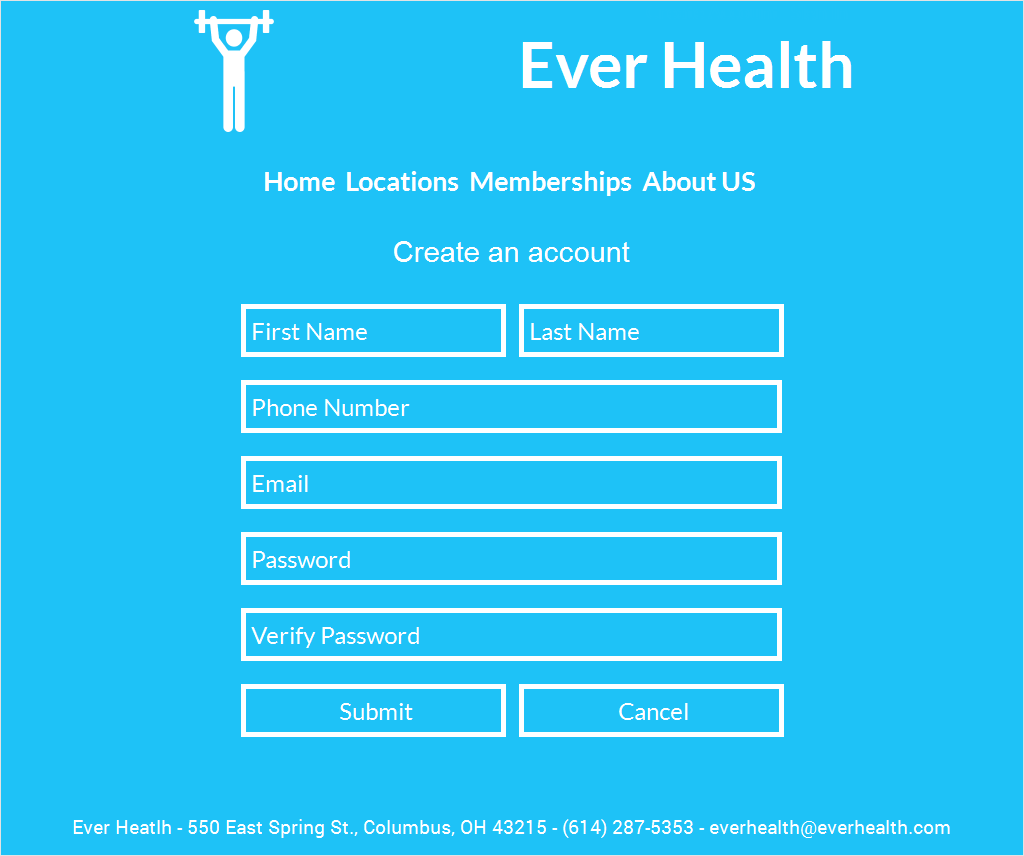 Ever Health
Home Locations Memberships About US
Create an account
First Name Last Name
Phone Number
Email
Password
Verify Password
Submit Cancel
Ever Heatlh - 550 East Spring St., Columbus, OH 43215 - (614) 287-5353 - everhealth@everhealth.com